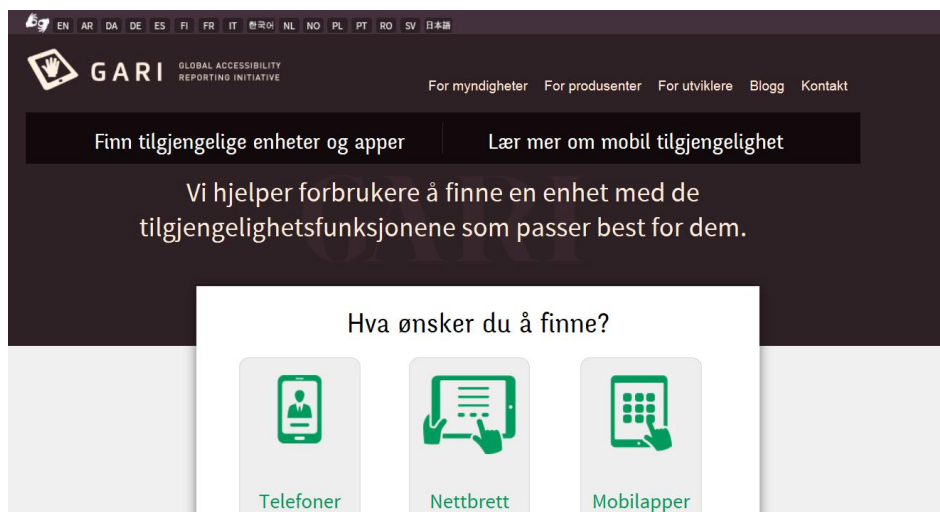 EN AR DA DE ES FI FR IT 한국어 NL NO PL PT RO SV 日本語
GARI GLOBAL ACCESSIBILITY
REPORTING INITIATIVE
For myndigheter For produsenter For utviklere Blogg Kontakt
Finn tilgjengelige enheter og apper Lær mer om mobil tilgjengelighet
GARI
Vi hjelper forbrukere å finne en enhet med de
tilgjengelighetsfunksjonene som passer best for dem.
Hva ønsker du å finne?
Telefoner Nettbrett Mobilapper